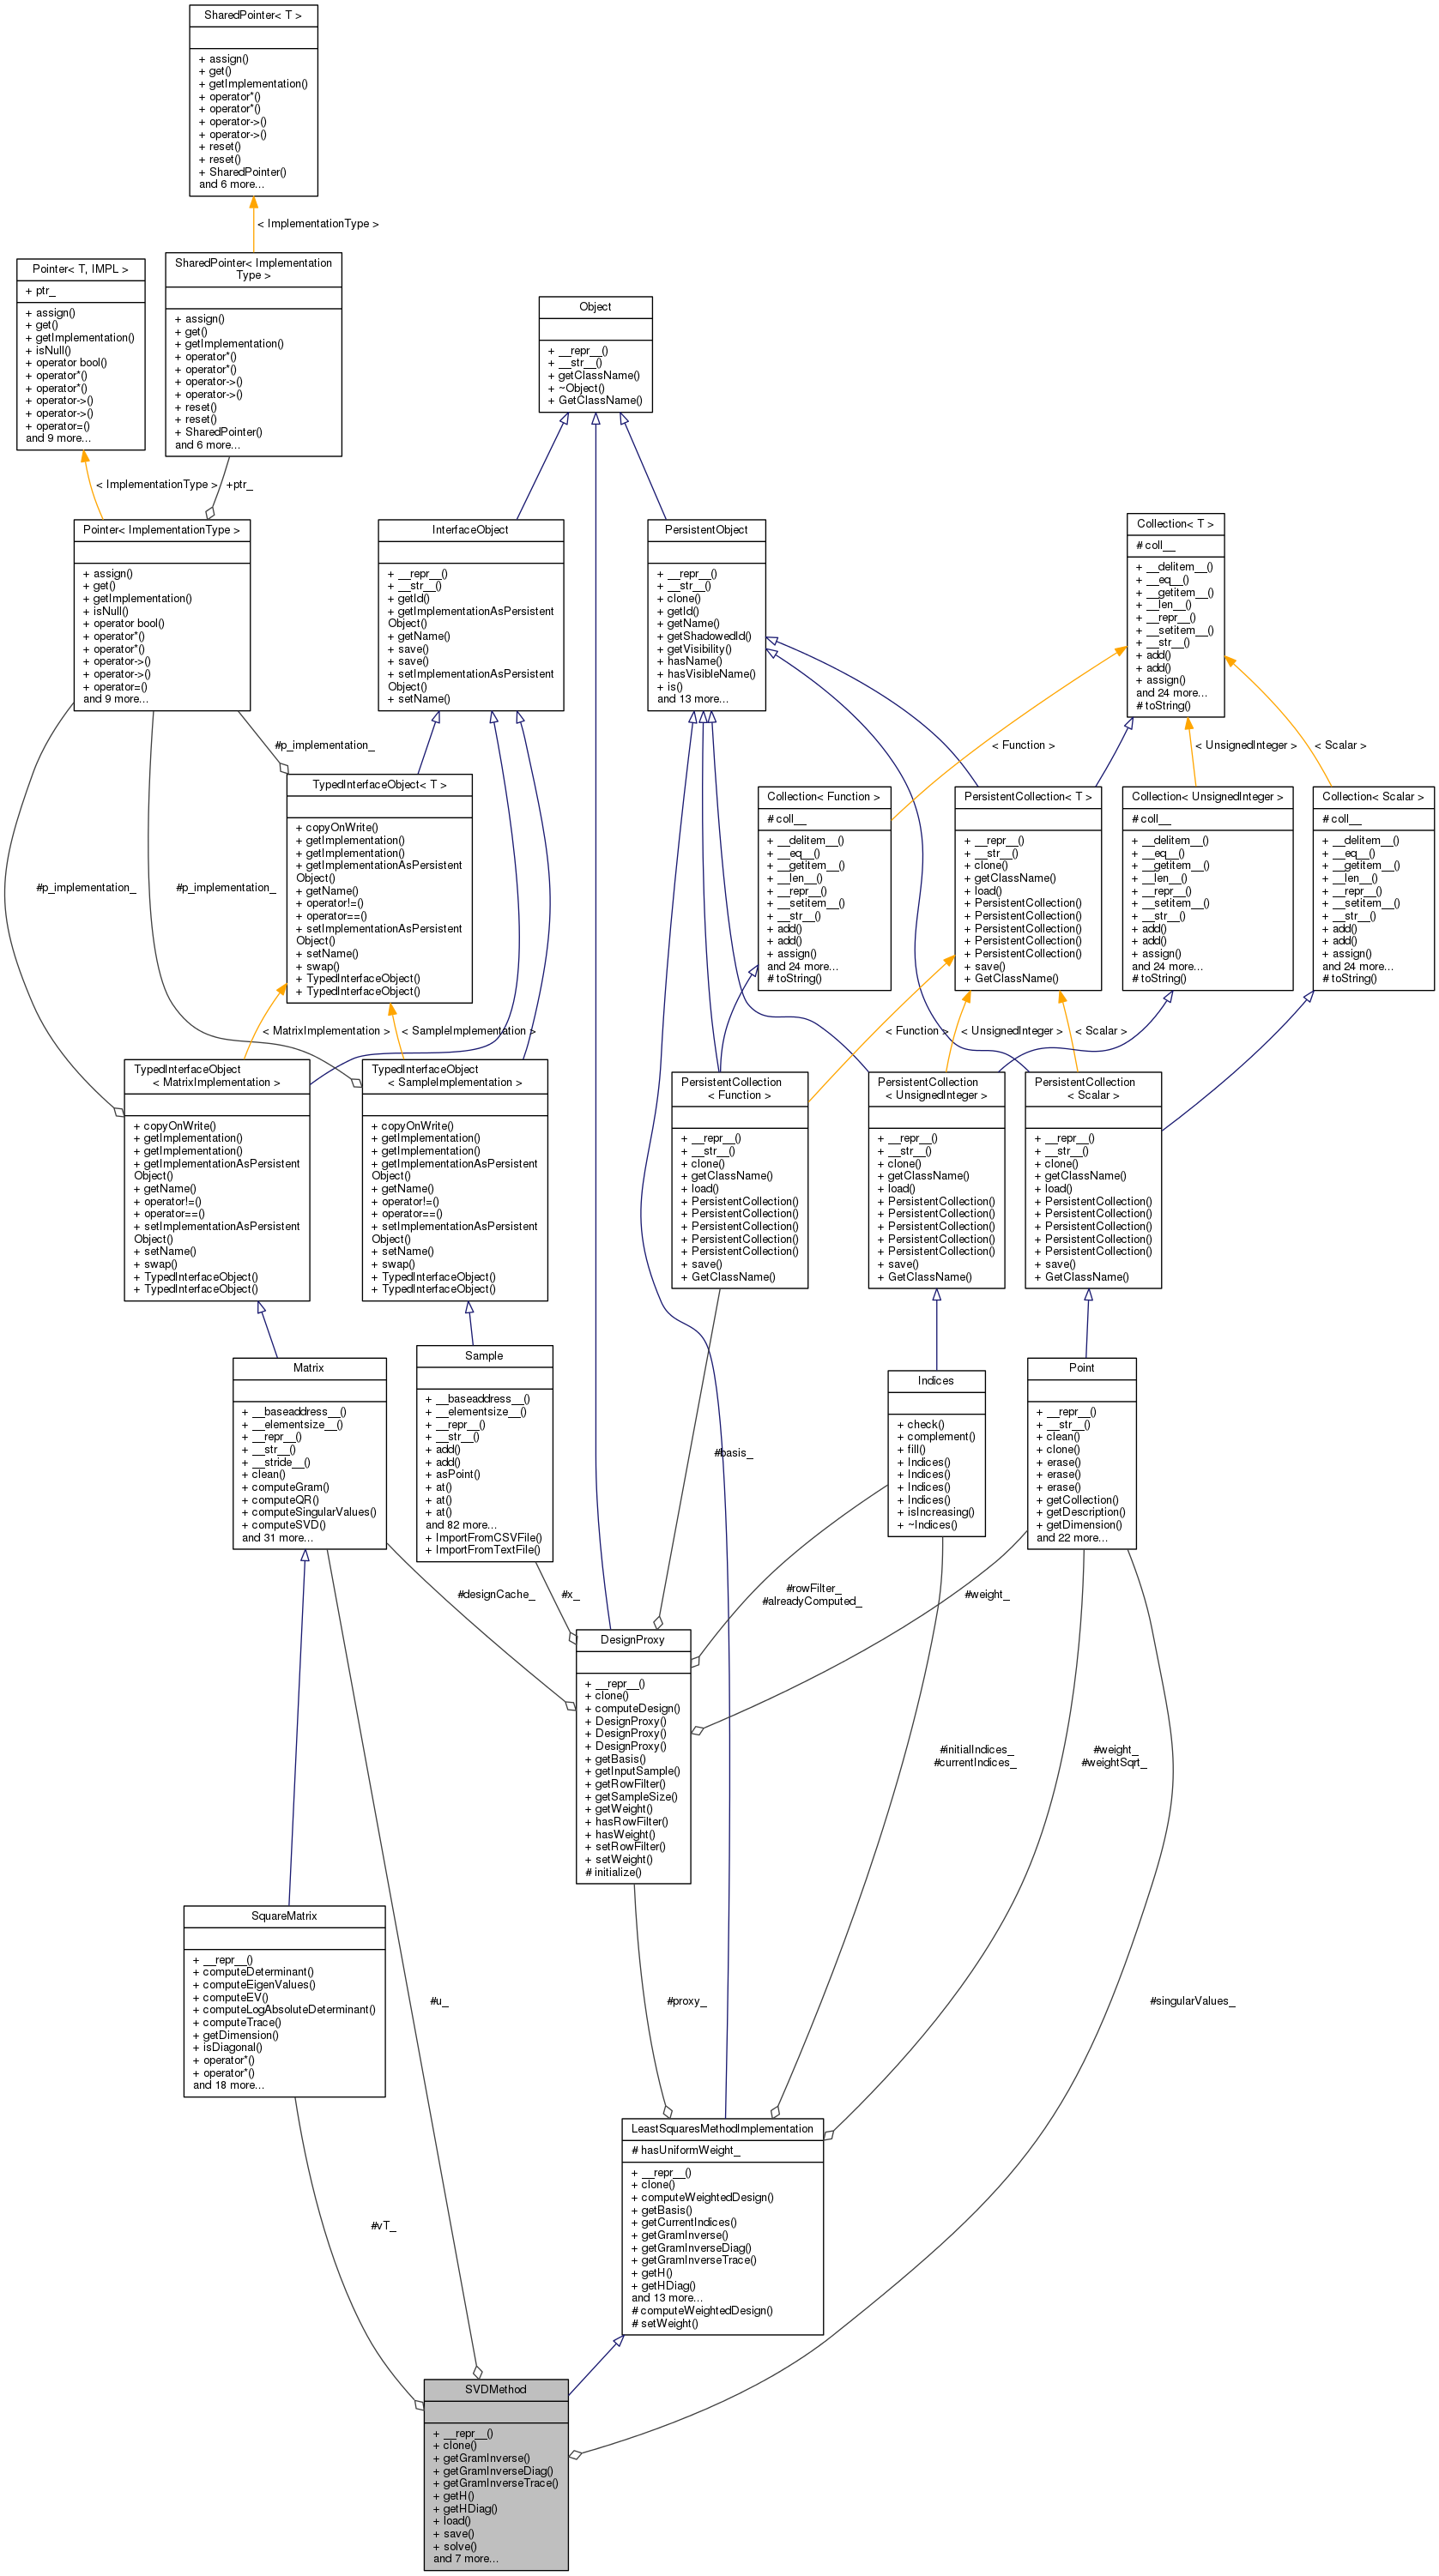 SharedPointer< T >
+ assign()
+ get()
+ getImplementation()
+ operator*()
+ operator*()
+ operator->()
+ operator->()
+ reset()
+ reset()
+ SharedPointer()
and 6 more...
< ImplementationType >
Pointer< T, IMPL >
+ ptr_
+ assign()
+ get()
+ getImplementation()
+ isNull()
+ operator bool()
+ operator*()
+ operator*()
+ operator->()
+ operator->()
+ operator=()
and 9 more...
SharedPointer< Implementation
Type >
+ assign()
+ get()
+ getImplementation()
+ operator*()
+ operator*()
+ operator->()
+ operator->()
+ reset()
+ reset()
+ SharedPointer()
and 6 more...
Object
+ __repr__()
+ __str__()
+ getClassName()
+ ~Object()
+ GetClassName()
< ImplementationType >
+ptr_
Pointer< ImplementationType >
+ assign()
+ get()
+ getImplementation()
+ isNull()
+ operator bool()
+ operator*()
+ operator*()
+ operator->()
+ operator->()
+ operator=()
and 9 more...
InterfaceObject
+ __repr__()
+ __str__()
+ getId()
+ getImplementationAsPersistent
Object()
+ getName()
+ save()
+ save()
+ setImplementationAsPersistent
Object()
+ setName()
PersistentObject
+ __repr__()
+ __str__()
+ clone()
+ getId()
+ getName()
+ getShadowedId()
+ getVisibility()
+ hasName()
+ hasVisibleName()
+ is()
and 13 more...
Collection< T >
# coll__
+ __delitem__()
+ __eq__()
+ __getitem__()
+ __len__()
+ __repr__()
+ __setitem__()
+ __str__()
+ add()
+ add()
+ assign()
and 24 more...
# toString()
#p_implementation_
< Function >
< UnsignedInteger >
< Scalar >
#p_implementation_
#p_implementation_
TypedInterfaceObject< T >
+ copyOnWrite()
+ getImplementation()
+ getImplementation()
+ getImplementationAsPersistent
Object()
+ getName()
+ operator!=()
+ operator==()
+ setImplementationAsPersistent
Object()
+ setName()
+ swap()
+ TypedInterfaceObject()
+ TypedInterfaceObject()
Collection< Function >
# coll__
+ __delitem__()
+ __eq__()
+ __getitem__()
+ __len__()
+ __repr__()
+ __setitem__()
+ __str__()
+ add()
+ add()
+ assign()
and 24 more...
# toString()
PersistentCollection< T >
+ __repr__()
+ __str__()
+ clone()
+ getClassName()
+ load()
+ PersistentCollection()
+ PersistentCollection()
+ PersistentCollection()
+ PersistentCollection()
+ PersistentCollection()
+ save()
+ GetClassName()
Collection< UnsignedInteger >
# coll__
+ __delitem__()
+ __eq__()
+ __getitem__()
+ __len__()
+ __repr__()
+ __setitem__()
+ __str__()
+ add()
+ add()
+ assign()
and 24 more...
# toString()
Collection< Scalar >
# coll__
+ __delitem__()
+ __eq__()
+ __getitem__()
+ __len__()
+ __repr__()
+ __setitem__()
+ __str__()
+ add()
+ add()
+ assign()
and 24 more...
# toString()
< MatrixImplementation >
< SampleImplementation >
< Function >
< UnsignedInteger >
< Scalar >
TypedInterfaceObject
< MatrixImplementation >
+ copyOnWrite()
+ getImplementation()
+ getImplementation()
+ getImplementationAsPersistent
Object()
+ getName()
+ operator!=()
+ operator==()
+ setImplementationAsPersistent
Object()
+ setName()
+ swap()
+ TypedInterfaceObject()
+ TypedInterfaceObject()
TypedInterfaceObject
< SampleImplementation >
+ copyOnWrite()
+ getImplementation()
+ getImplementation()
+ getImplementationAsPersistent
Object()
+ getName()
+ operator!=()
+ operator==()
+ setImplementationAsPersistent
Object()
+ setName()
+ swap()
+ TypedInterfaceObject()
+ TypedInterfaceObject()
PersistentCollection
< Function >
+ __repr__()
+ __str__()
+ clone()
+ getClassName()
+ load()
+ PersistentCollection()
+ PersistentCollection()
+ PersistentCollection()
+ PersistentCollection()
+ PersistentCollection()
+ save()
+ GetClassName()
PersistentCollection
< UnsignedInteger >
+ __repr__()
+ __str__()
+ clone()
+ getClassName()
+ load()
+ PersistentCollection()
+ PersistentCollection()
+ PersistentCollection()
+ PersistentCollection()
+ PersistentCollection()
+ save()
+ GetClassName()
PersistentCollection
< Scalar >
+ __repr__()
+ __str__()
+ clone()
+ getClassName()
+ load()
+ PersistentCollection()
+ PersistentCollection()
+ PersistentCollection()
+ PersistentCollection()
+ PersistentCollection()
+ save()
+ GetClassName()
Matrix
+ __baseaddress__()
+ __elementsize__()
+ __repr__()
+ __str__()
+ __stride__()
+ clean()
+ computeGram()
+ computeQR()
+ computeSingularValues()
+ computeSVD()
and 31 more...
Sample
+ __baseaddress__()
+ __elementsize__()
+ __repr__()
+ __str__()
+ add()
+ add()
+ asPoint()
+ at()
+ at()
+ at()
and 82 more...
+ ImportFromCSVFile()
+ ImportFromTextFile()
Indices
+ check()
+ complement()
+ fill()
+ Indices()
+ Indices()
+ Indices()
+ Indices()
+ isIncreasing()
+ ~Indices()
Point
+ __repr__()
+ __str__()
+ clean()
+ clone()
+ erase()
+ erase()
+ erase()
+ getCollection()
+ getDescription()
+ getDimension()
and 22 more...
#basis_
#designCache_
#x_
#rowFilter_
#alreadyComputed_
#weight_
DesignProxy
+ __repr__()
+ clone()
+ computeDesign()
+ DesignProxy()
+ DesignProxy()
+ DesignProxy()
+ getBasis()
+ getInputSample()
+ getRowFilter()
+ getSampleSize()
+ getWeight()
+ hasRowFilter()
+ hasWeight()
+ setRowFilter()
+ setWeight()
# initialize()
#initialIndices_
#currentIndices_
#weight_
#weightSqrt_
SquareMatrix
+ __repr__()
+ computeDeterminant()
+ computeEigenValues()
+ computeEV()
+ computeLogAbsoluteDeterminant()
+ computeTrace()
+ getDimension()
+ isDiagonal()
+ operator*()
+ operator*()
and 18 more...
#u_
#proxy_
#singularValues_
LeastSquaresMethodImplementation
# hasUniformWeight_
+ __repr__()
+ clone()
+ computeWeightedDesign()
+ getBasis()
+ getCurrentIndices()
+ getGramInverse()
+ getGramInverseDiag()
+ getGramInverseTrace()
+ getH()
+ getHDiag()
and 13 more...
# computeWeightedDesign()
# setWeight()
#vT_
SVDMethod
+ __repr__()
+ clone()
+ getGramInverse()
+ getGramInverseDiag()
+ getGramInverseTrace()
+ getH()
+ getHDiag()
+ load()
+ save()
+ solve()
and 7 more...